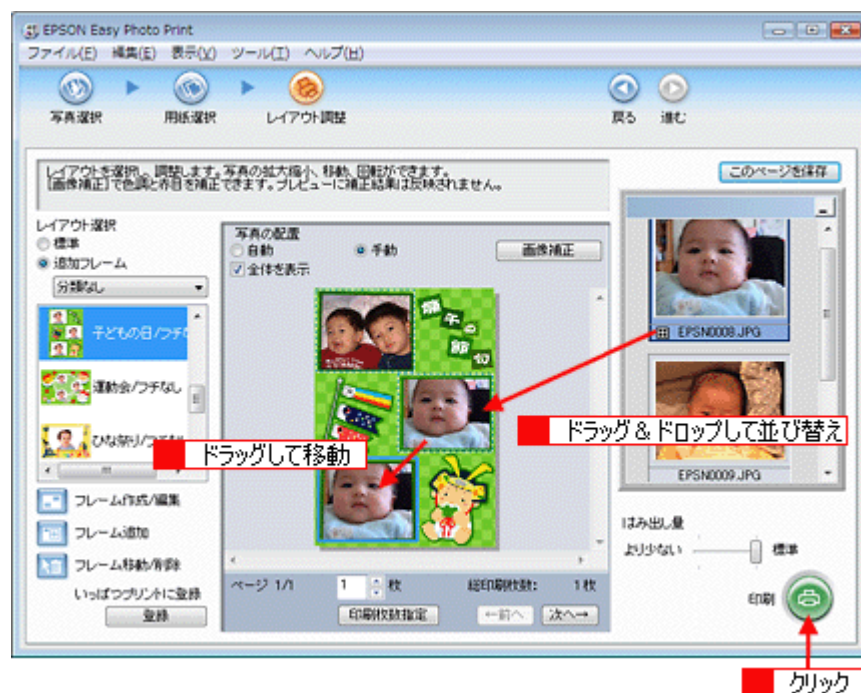 EPSON Easy Photo Print
ファイル(F) 編集(E) 表示(V) ツール(T) ヘルプ(H)
写真選択 用紙選択 レイアウト調整 戻る 進む
レイアウトを選択し、調整します。写真の拡大縮小、移動、回転ができます。
[画像補正]で色調と赤目を補正できます。プレビューに補正結果は反映されません。
このページを保存
レイアウト選択
標準
追加フレーム
分類なし
子どもの日/フチな
運動会/フチなし
ひな祭り/フチなし
フレーム作成/編集
フレーム追加
フレーム移動/削除
いっぱつプリントに登録
登録
写真の配置
自動 手動 画像補正
全体を表示
端午の節句
ドラッグして移動
ページ 1/1 1 枚 総印刷枚数: 1枚
印刷枚数指定 ←前へ 次へ→
EPSN0008.JPG
ドラッグ&ドロップして並び替え
EPSN0009.JPG
はみ出し量
より少ない 標準
印刷
クリック